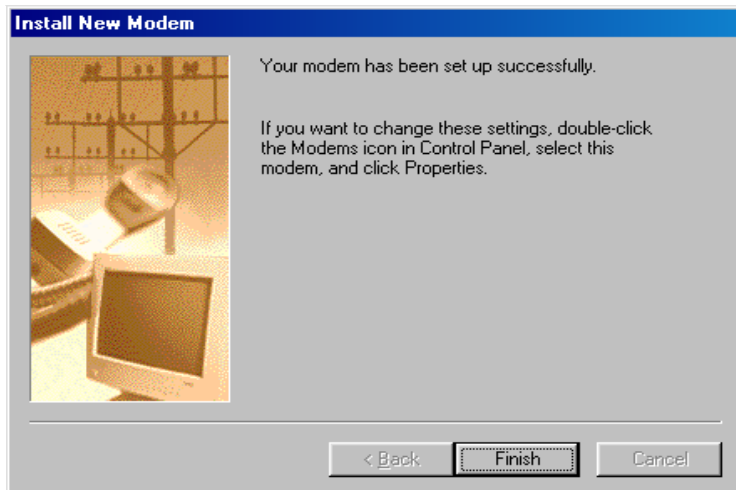 Install New Modem
Your modem has been set up successfully.
If you want to change these settings, double-click
the Modems icon in Control Panel, select this
modem, and click Properties.
< Back
Finish
Cancel